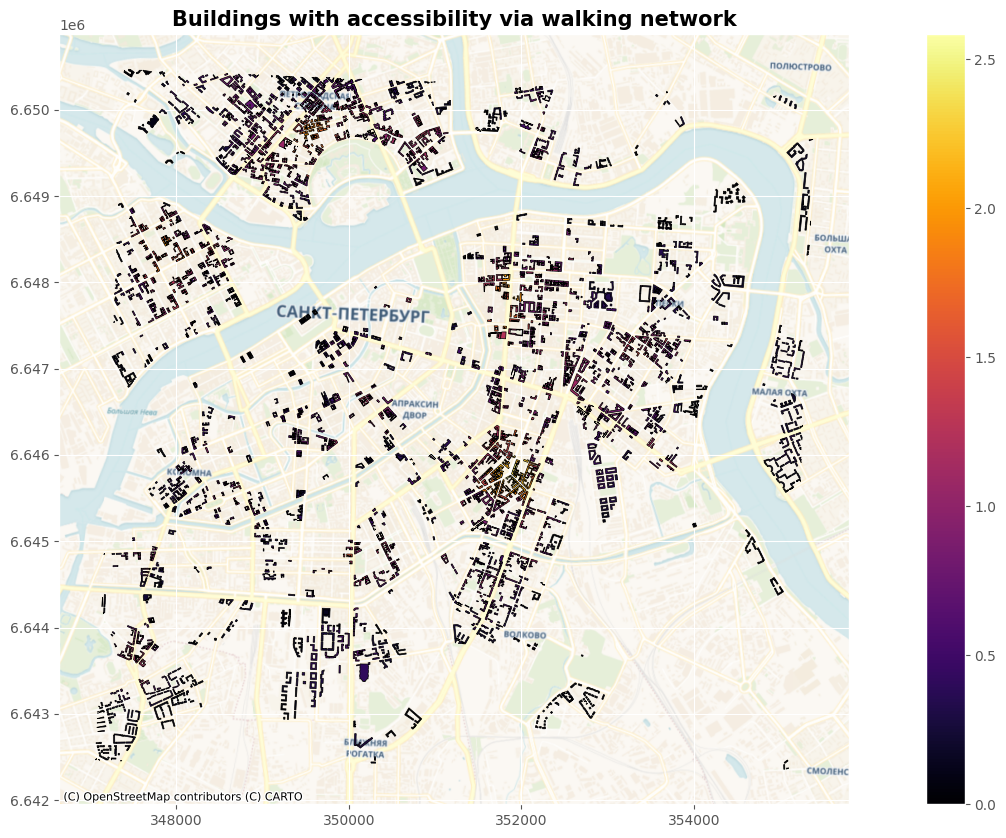 Buildings with accessibility via walking network
1e6
6.650
6.649
6.648
6.647
6.646
6.645
6.644
6.643
6.642
ПОЛЮСТРОВО
БОЛЬША
ОХТА
САНКТ-ПЕТЕРБУРГ
МАЛАЯ ОХТА
Большая Нева
АПРАКСИН
ДВОР
КОЛОМНА
ВОЛКОВО
БЛИЖНЯЯ
РОГАТКА
СМОЛЕНС
(C) OpenStreetMap contributors (C) CARTO
348000
350000
352000
354000
2.5
2.0
1.5
1.0
0.5
0.0